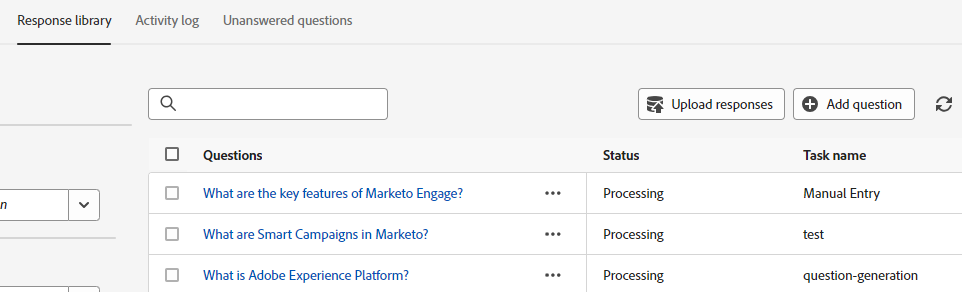 Response library Activity log Unanswered questions
Upload responses Add question
Questions Status Task name
What are the key features of Marketo Engage? ••• Processing Manual Entry
n
What are Smart Campaigns in Marketo? ••• Processing test
What is Adobe Experience Platform? ••• Processing question-generation